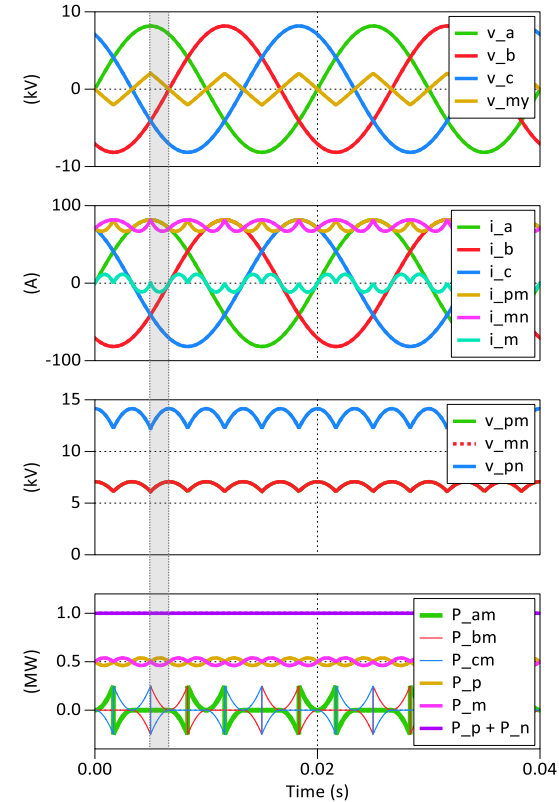 10
0
-10
(kV)
v_a
v_b
v_c
v_my
100
0
-100
(A)
i_a
i_b
i_c
i_pm
i_mn
i_m
15
10
5
0
(kV)
v_pm
v_mn
v_pn
1.0
0.5
0.0
(MW)
P_am
P_bm
P_cm
P_p
P_m
P_p + P_n
0.00
0.02
0.04
Time (s)